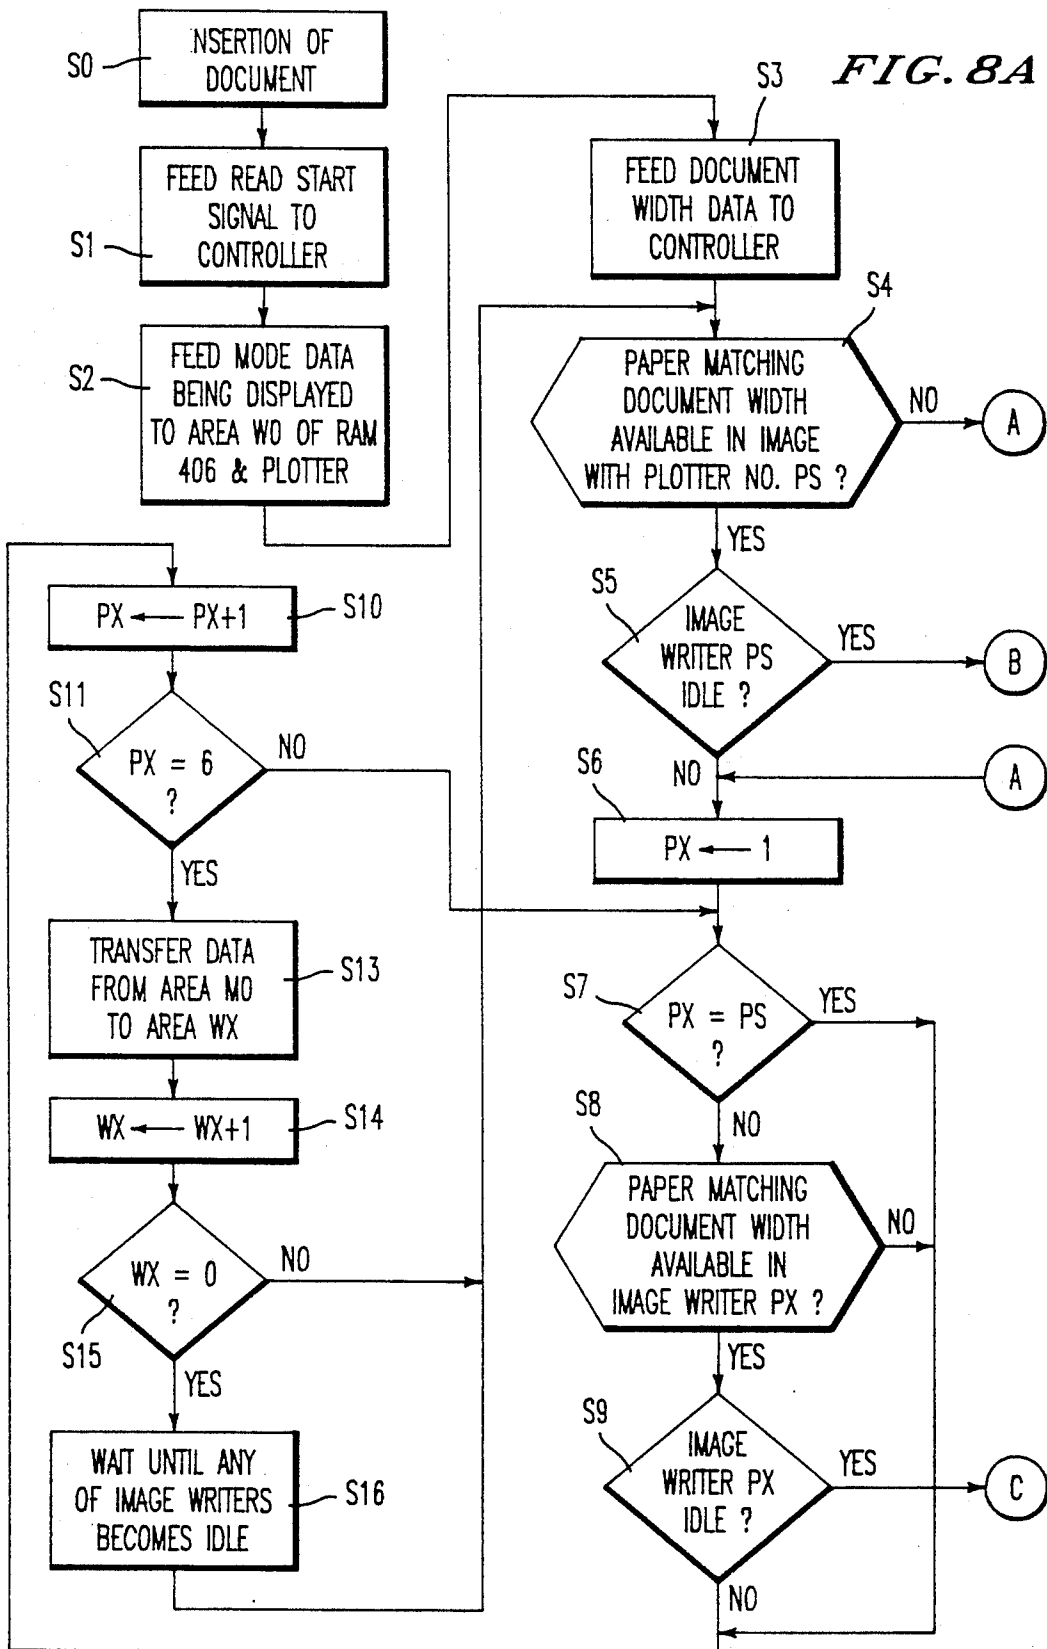 FIG. 8A
S0
INSERTION OF
DOCUMENT
S1
FEED READ START
SIGNAL TO
CONTROLLER
S2
FEED MODE DATA
BEING DISPLAYED
TO AREA W0 OF RAM
406 & PLOTTER
S3
FEED DOCUMENT
WIDTH DATA TO
CONTROLLER
S4
PAPER MATCHING
DOCUMENT WIDTH
AVAILABLE IN IMAGE
WITH PLOTTER NO. PS ?
NO
A
YES
S5
IMAGE
WRITER PS
IDLE ?
YES
B
NO
A
S6
PX ← 1
S7
PX = PS
?
YES
NO
S8
PAPER MATCHING
DOCUMENT WIDTH
AVAILABLE IN
IMAGE WRITER PX ?
NO
YES
S9
IMAGE
WRITER PX
IDLE ?
YES
C
NO
PX ← PX+1
S10
S11
PX = 6
?
NO
YES
TRANSFER DATA
FROM AREA M0
TO AREA WX
S13
WX ← WX+1
S14
WX = 0
?
NO
S15
YES
WAIT UNTIL ANY
OF IMAGE WRITERS
BECOMES IDLE
S16